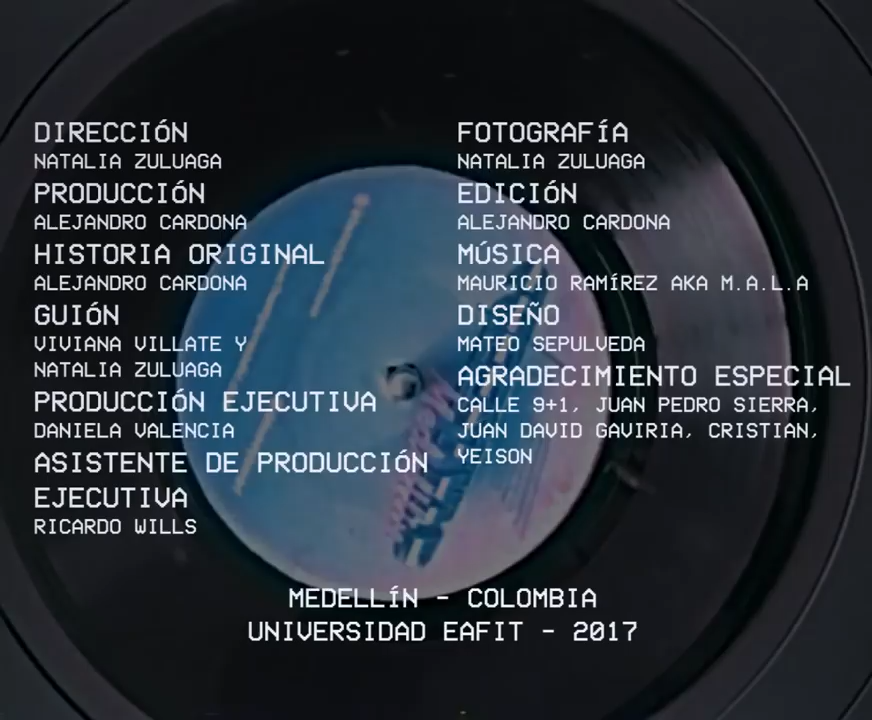 DIRECCIÓN
NATALIA ZULUAGA
PRODUCCIÓN
ALEJANDRO CARDONA
HISTORIA ORIGINAL
ALEJANDRO CARDONA
GUIÓN
VIVIANA VILLATE Y
NATALIA ZULUAGA
PRODUCCIÓN EJECUTIVA
DANIELA VALENCIA
ASISTENTE DE PRODUCCIÓN
EJECUTIVA
RICARDO WILLS
FOTOGRAFÍA
NATALIA ZULUAGA
EDICIÓN
ALEJANDRO CARDONA
MÚSICA
MAURICIO RAMÍREZ AKA M.A.L.A
DISEÑO
MATEO SEPULVEDA
AGRADECIMIENTO ESPECIAL
CALLE 9+1, JUAN PEDRO SIERRA,
JUAN DAVID GAVIRIA, CRISTIAN,
YEISON
MEDELLÍN - COLOMBIA
UNIVERSIDAD EAFIT - 2017